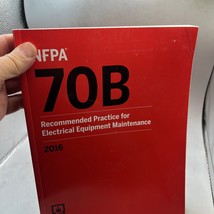 NFPA®
70B
Recommended Practice for
Electrical Equipment Maintenance
2016